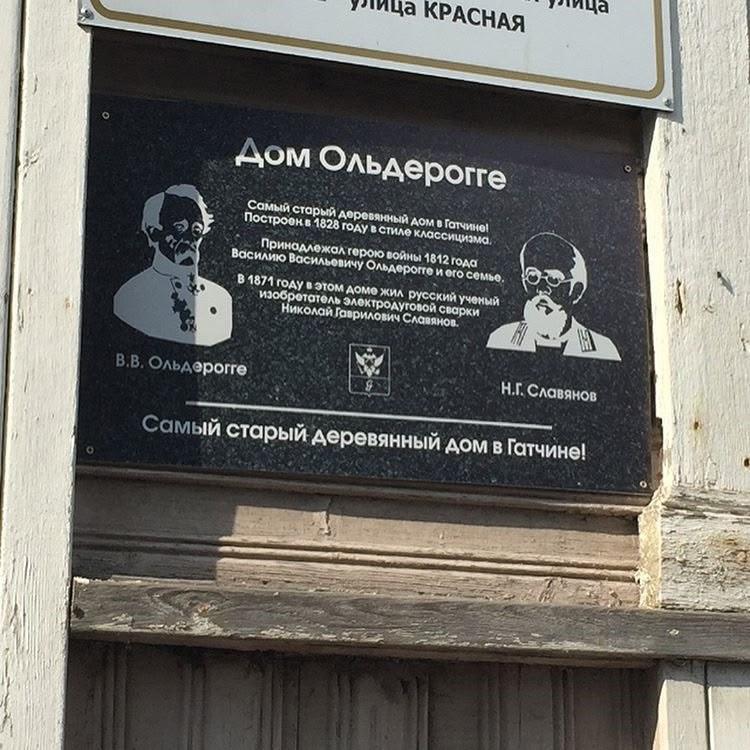 улица
улица КРАСНАЯ
Дом Ольдерогге
Самый старый деревянный дом в Гатчине!
Построен в 1828 году в стиле классицизма.
Принадлежал герою войны 1812 года
Василию Васильевичу Ольдерогге и его семье.
В 1871 году в этом доме жил русский ученый
изобретатель электродуговой сварки
Николай Гаврилович Славянов.
В.В. Ольдерогге
Н.Г. Славянов
Самый старый деревянный дом в Гатчине!